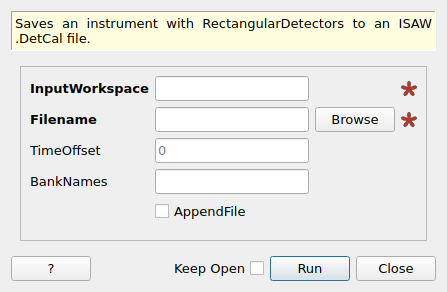 Saves an instrument with RectangularDetectors to an ISAW
.DetCal file.
InputWorkspace
Filename Browse
TimeOffset 0
BankNames
AppendFile
? Keep Open Run Close